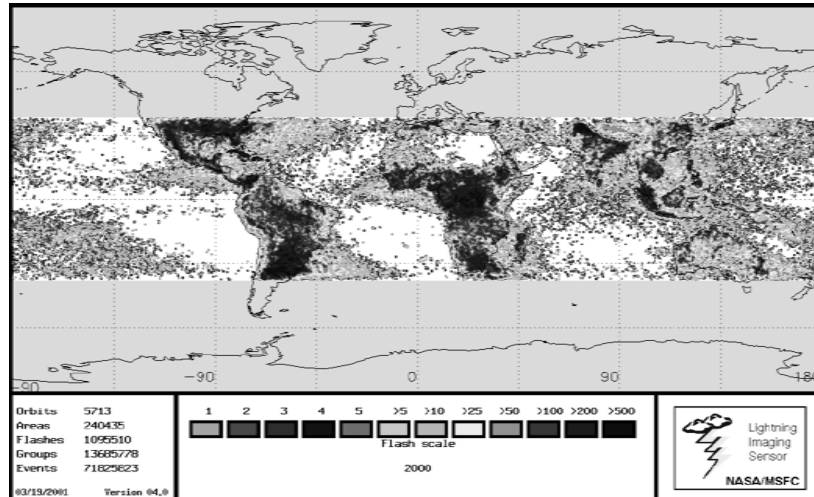 -90
-90
0
90
180
Orbits 5713
Areas 240435
Flashes 1095510
Groups 13685778
Events 71825823
03/19/2001 Version 04.0
1 2 3 4 5 >5 >10 >25 >50 >100 >200 >500
Flash scale
2000
Lightning
Imaging
Sensor
NASA/MSFC